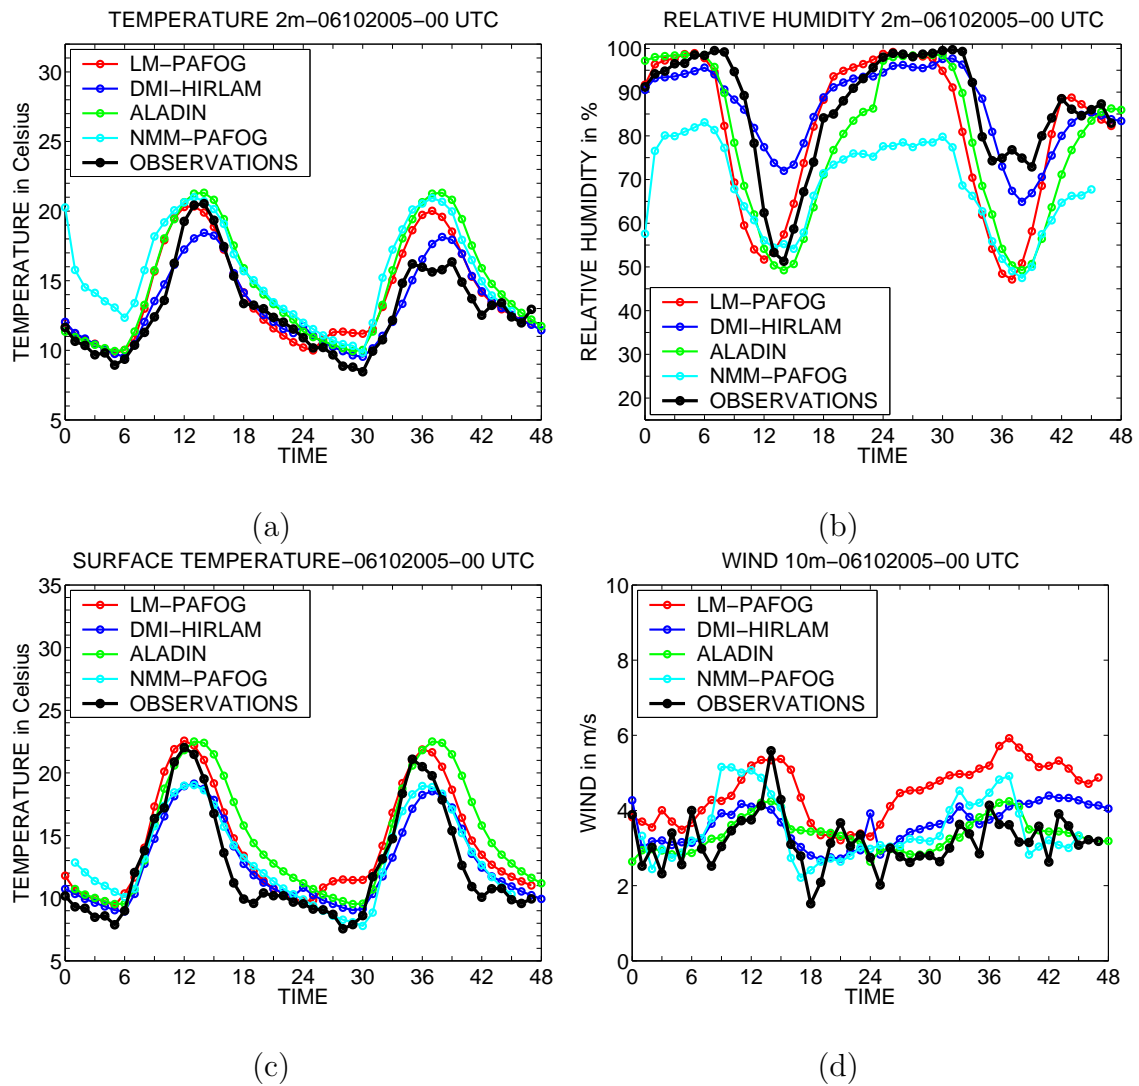 TEMPERATURE 2m−06102005−00 UTC
TEMPERATURE in Celsius
30
25
20
15
10
5
LM−PAFOG
DMI−HIRLAM
ALADIN
NMM−PAFOG
OBSERVATIONS
0 6 12 18 24 30 36 42 48
TIME
(a)
RELATIVE HUMIDITY 2m−06102005−00 UTC
RELATIVE HUMIDITY in %
100
90
80
70
60
50
40
30
20
LM−PAFOG
DMI−HIRLAM
ALADIN
NMM−PAFOG
OBSERVATIONS
0 6 12 18 24 30 36 42 48
TIME
(b)
SURFACE TEMPERATURE−06102005−00 UTC
TEMPERATURE in Celsius
35
30
25
20
15
10
5
LM−PAFOG
DMI−HIRLAM
ALADIN
NMM−PAFOG
OBSERVATIONS
0 6 12 18 24 30 36 42 48
TIME
(c)
WIND 10m−06102005−00 UTC
WIND in m/s
10
8
6
4
2
0
LM−PAFOG
DMI−HIRLAM
ALADIN
NMM−PAFOG
OBSERVATIONS
0 6 12 18 24 30 36 42 48
TIME
(d)